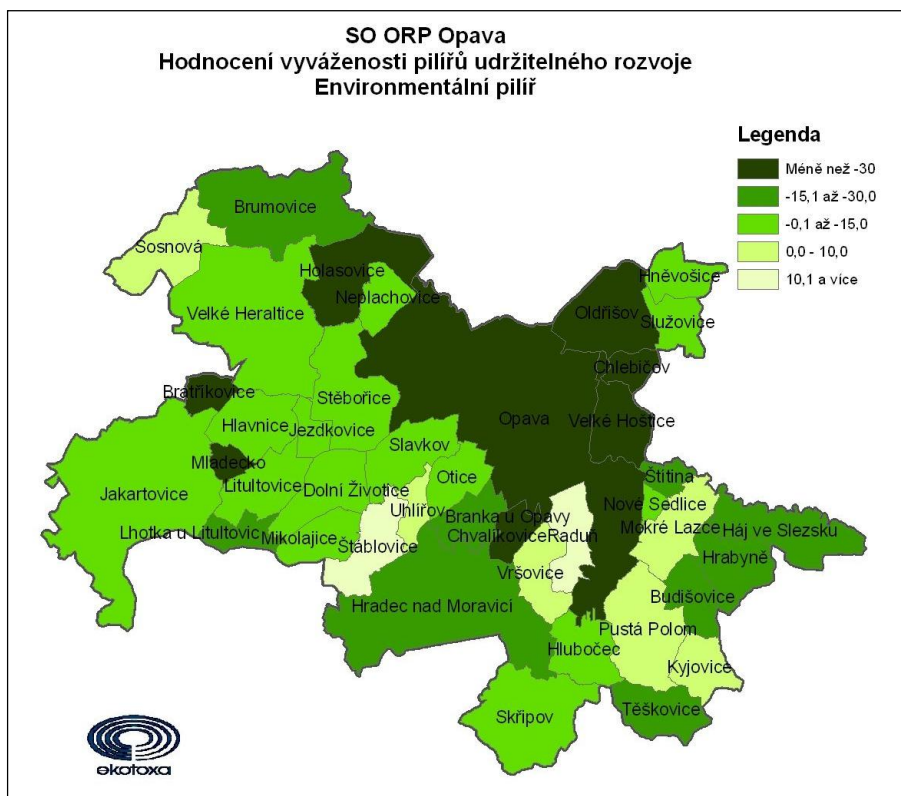 SO ORP Opava
Hodnocení vyváženosti pilířů udržitelného rozvoje
Environmentální pilíř
Legenda
Méně než -30
-15,1 až -30,0
-0,1 až -15,0
0,0 - 10,0
10,1 a více
Brumovice
Sosnová
Holasovice
Hněvošice
Neplachovice
Velké Heraltice
Oldřišov
Služovice
Chlebičov
Bratříkovice
Stěbořice
Opava
Velké Hoštice
Hlavnice
Jezdkovice
Slavkov
Mladecko
Štítina
Otice
Jakartovice
Litultovice
Dolní Životice
Nové Sedlice
Uhlířov
Branka u Opavy
Mokré Lazce
Háj ve Slezsku
Lhotka u Litultovic
Mikolajice
Štáblovice
Chvalíkovice
Raduň
Hrabyně
Vršovice
Hradec nad Moravicí
Budišovice
Pustá Polom
Hlubočec
Kyjovice
Skřipov
Těškovice
ekotoxa